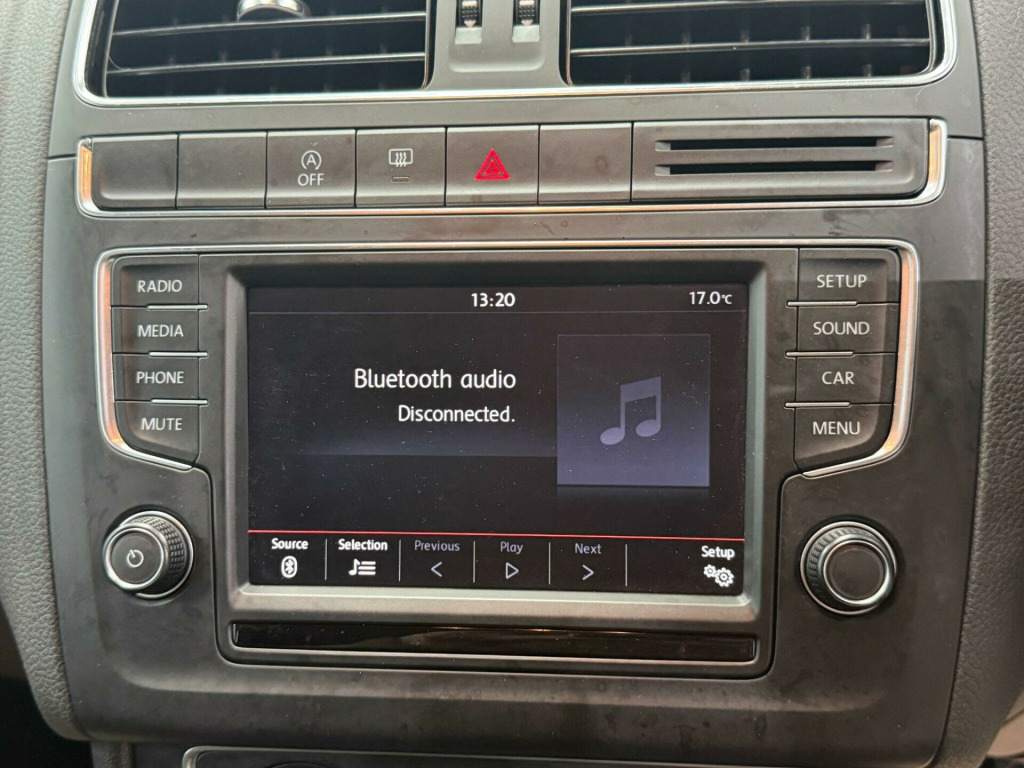 A
OFF
RADIO
MEDIA
PHONE
MUTE
13:20
17.0°C
Bluetooth audio
Disconnected.
Source
Selection
Previous
Play
Next
Setup
SETUP
SOUND
CAR
MENU